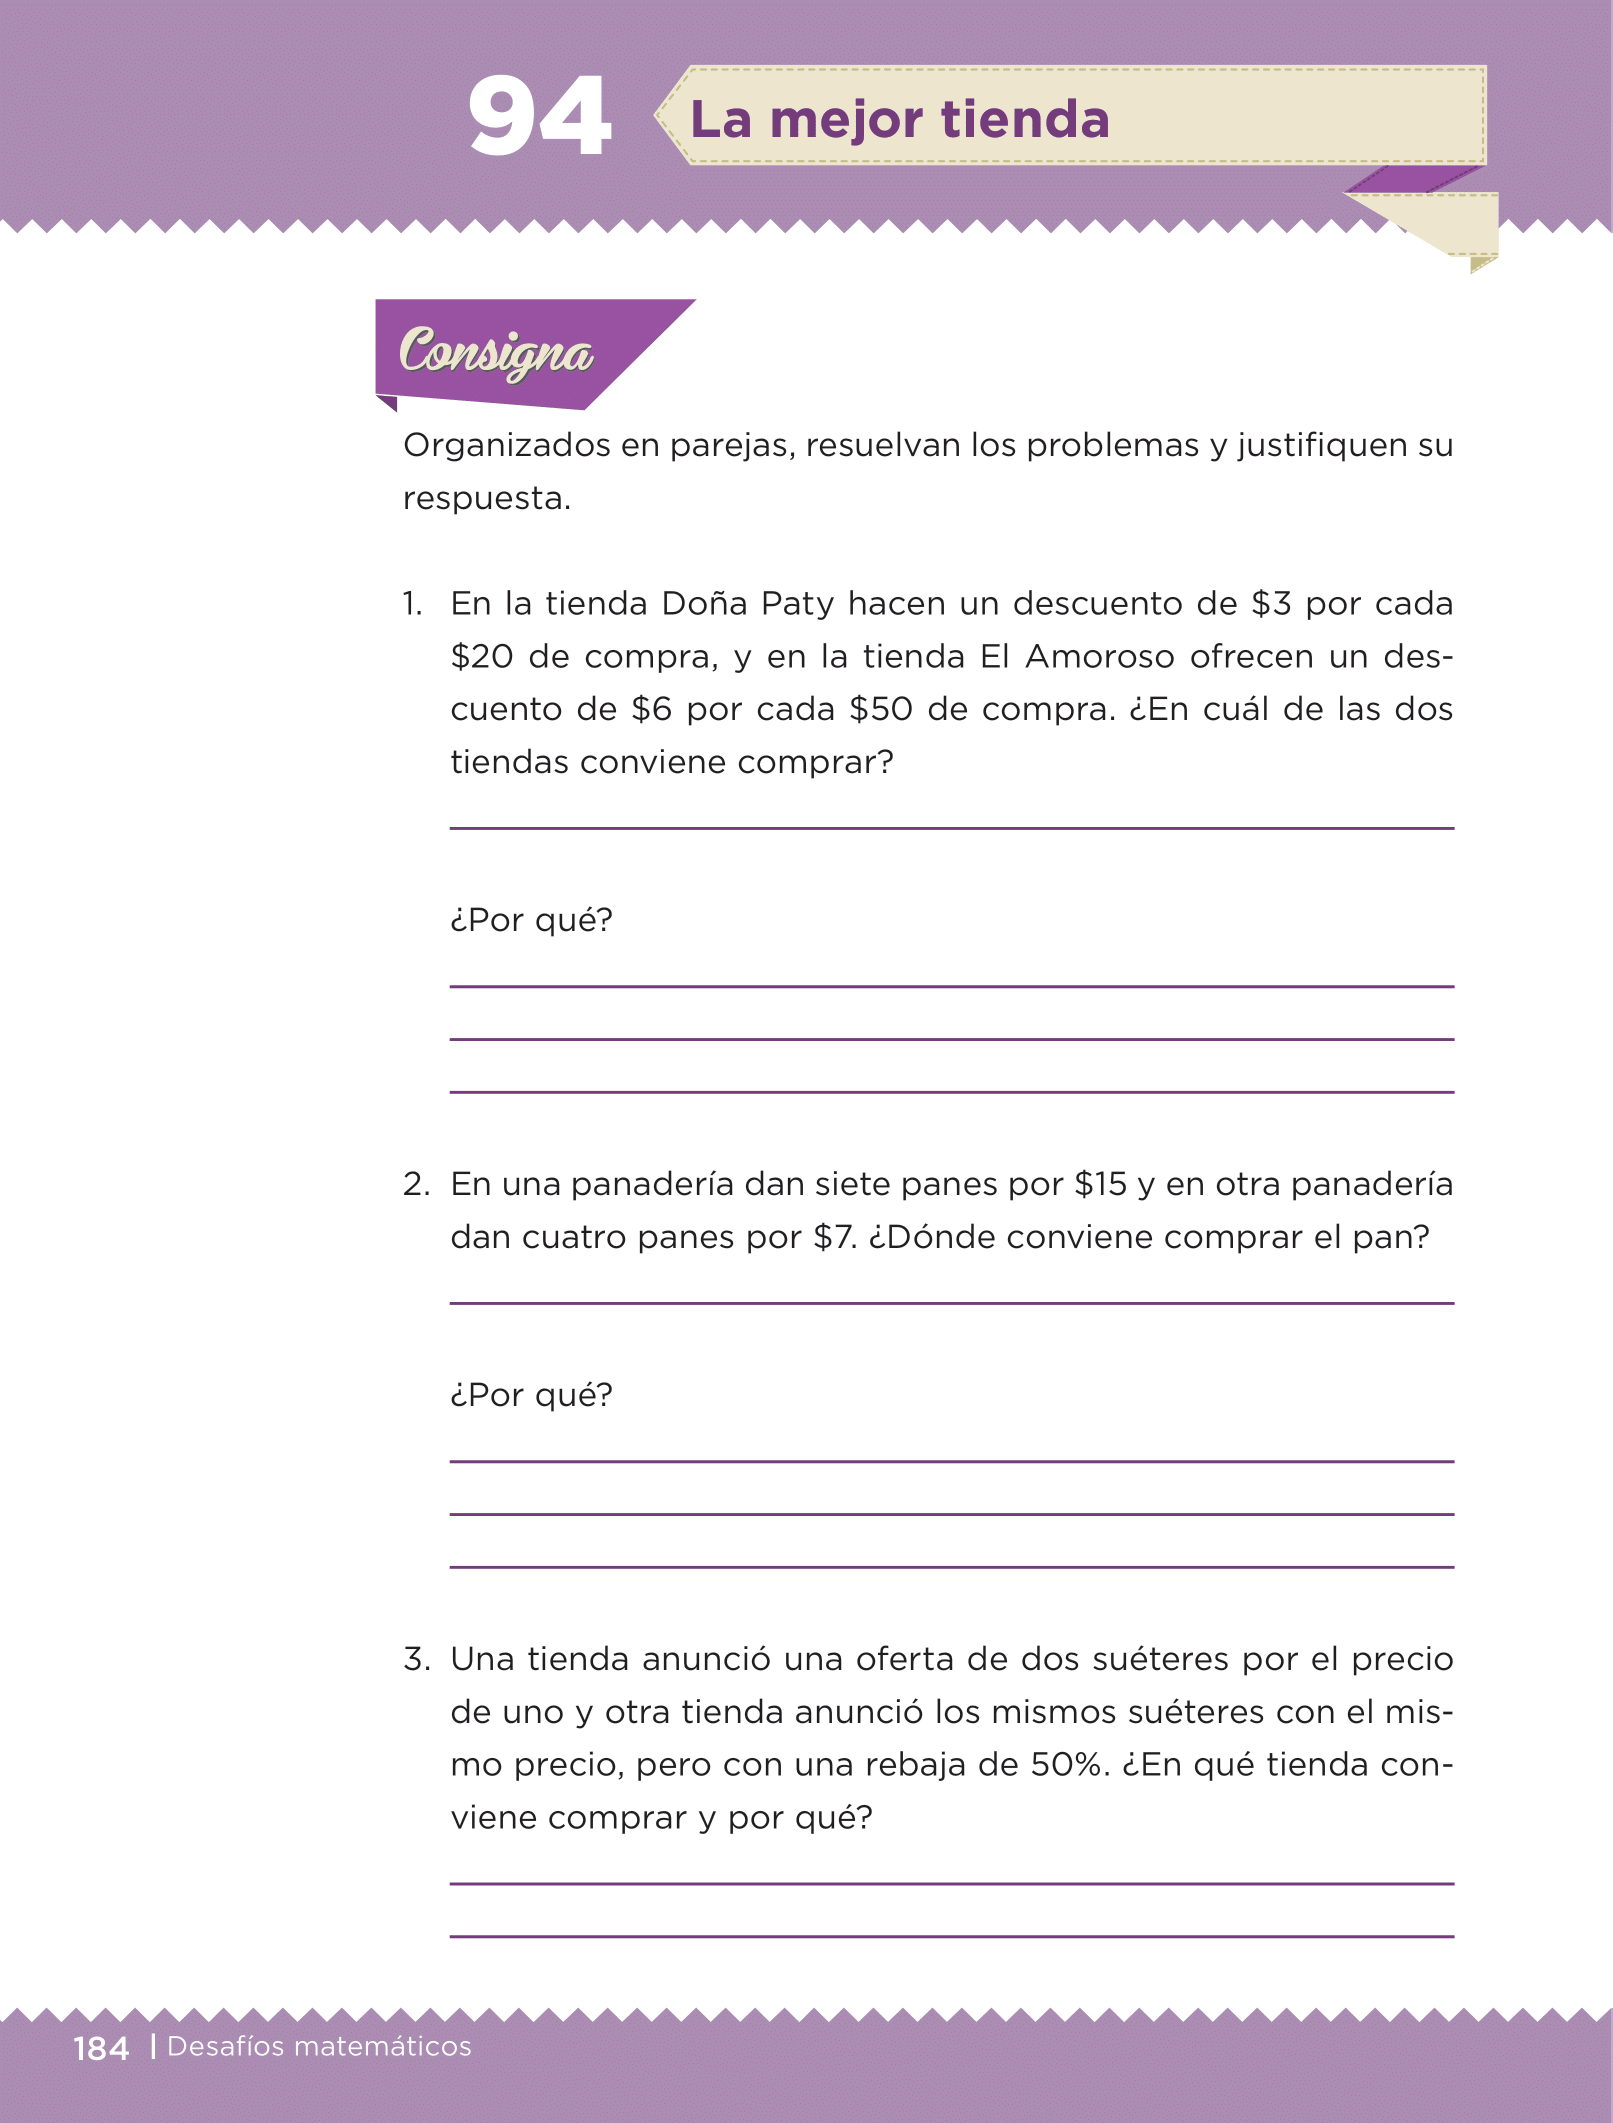 94
La mejor tienda
Consigna
Organizados en parejas, resuelvan los problemas y justifiquen su
respuesta.
1. En la tienda Doña Paty hacen un descuento de $3 por cada
$20 de compra, y en la tienda El Amoroso ofrecen un des-
cuento de $6 por cada $50 de compra. ¿En cuál de las dos
tiendas conviene comprar?
¿Por qué?
2. En una panadería dan siete panes por $15 y en otra panadería
dan cuatro panes por $7. ¿Dónde conviene comprar el pan?
¿Por qué?
3. Una tienda anunció una oferta de dos suéteres por el precio
de uno y otra tienda anunció los mismos suéteres con el mis-
mo precio, pero con una rebaja de 50%. ¿En qué tienda con-
viene comprar y por qué?
184 | Desafíos matemáticos